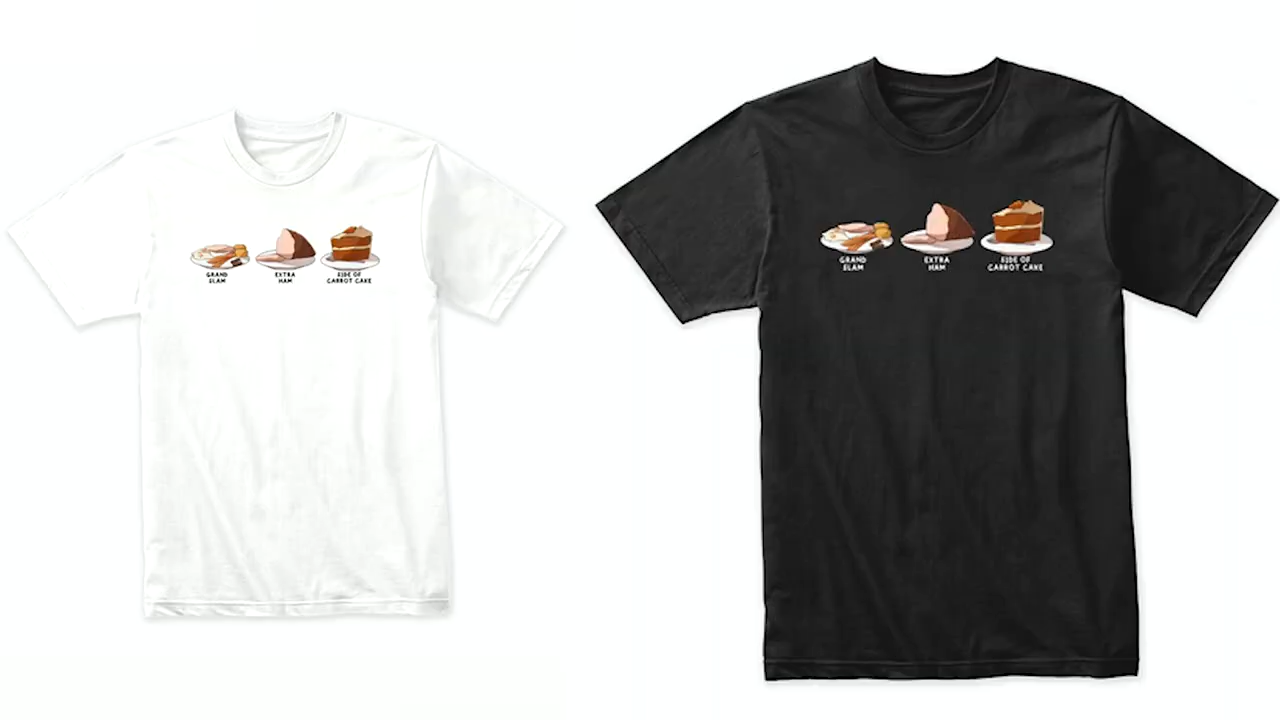 GRAND
SLAM
EXTRA
HAM
SIDE OF
CARROT CAKE
GRAND
SLAM
EXTRA
HAM
SIDE OF
CARROT CAKE